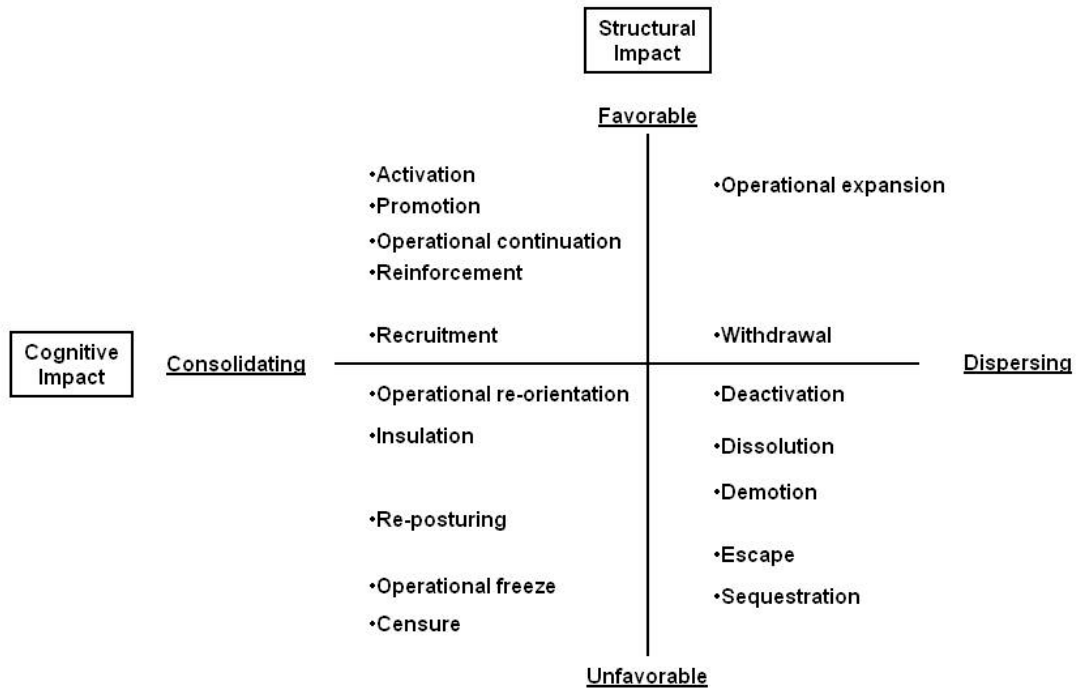 Structural
Impact
Favorable
•Activation
•Promotion
•Operational continuation
•Reinforcement
•Recruitment
•Operational expansion
•Withdrawal
Cognitive
Impact
Consolidating
Dispersing
•Operational re-orientation
•Insulation
•Re-posturing
•Operational freeze
•Censure
•Deactivation
•Dissolution
•Demotion
•Escape
•Sequestration
Unfavorable